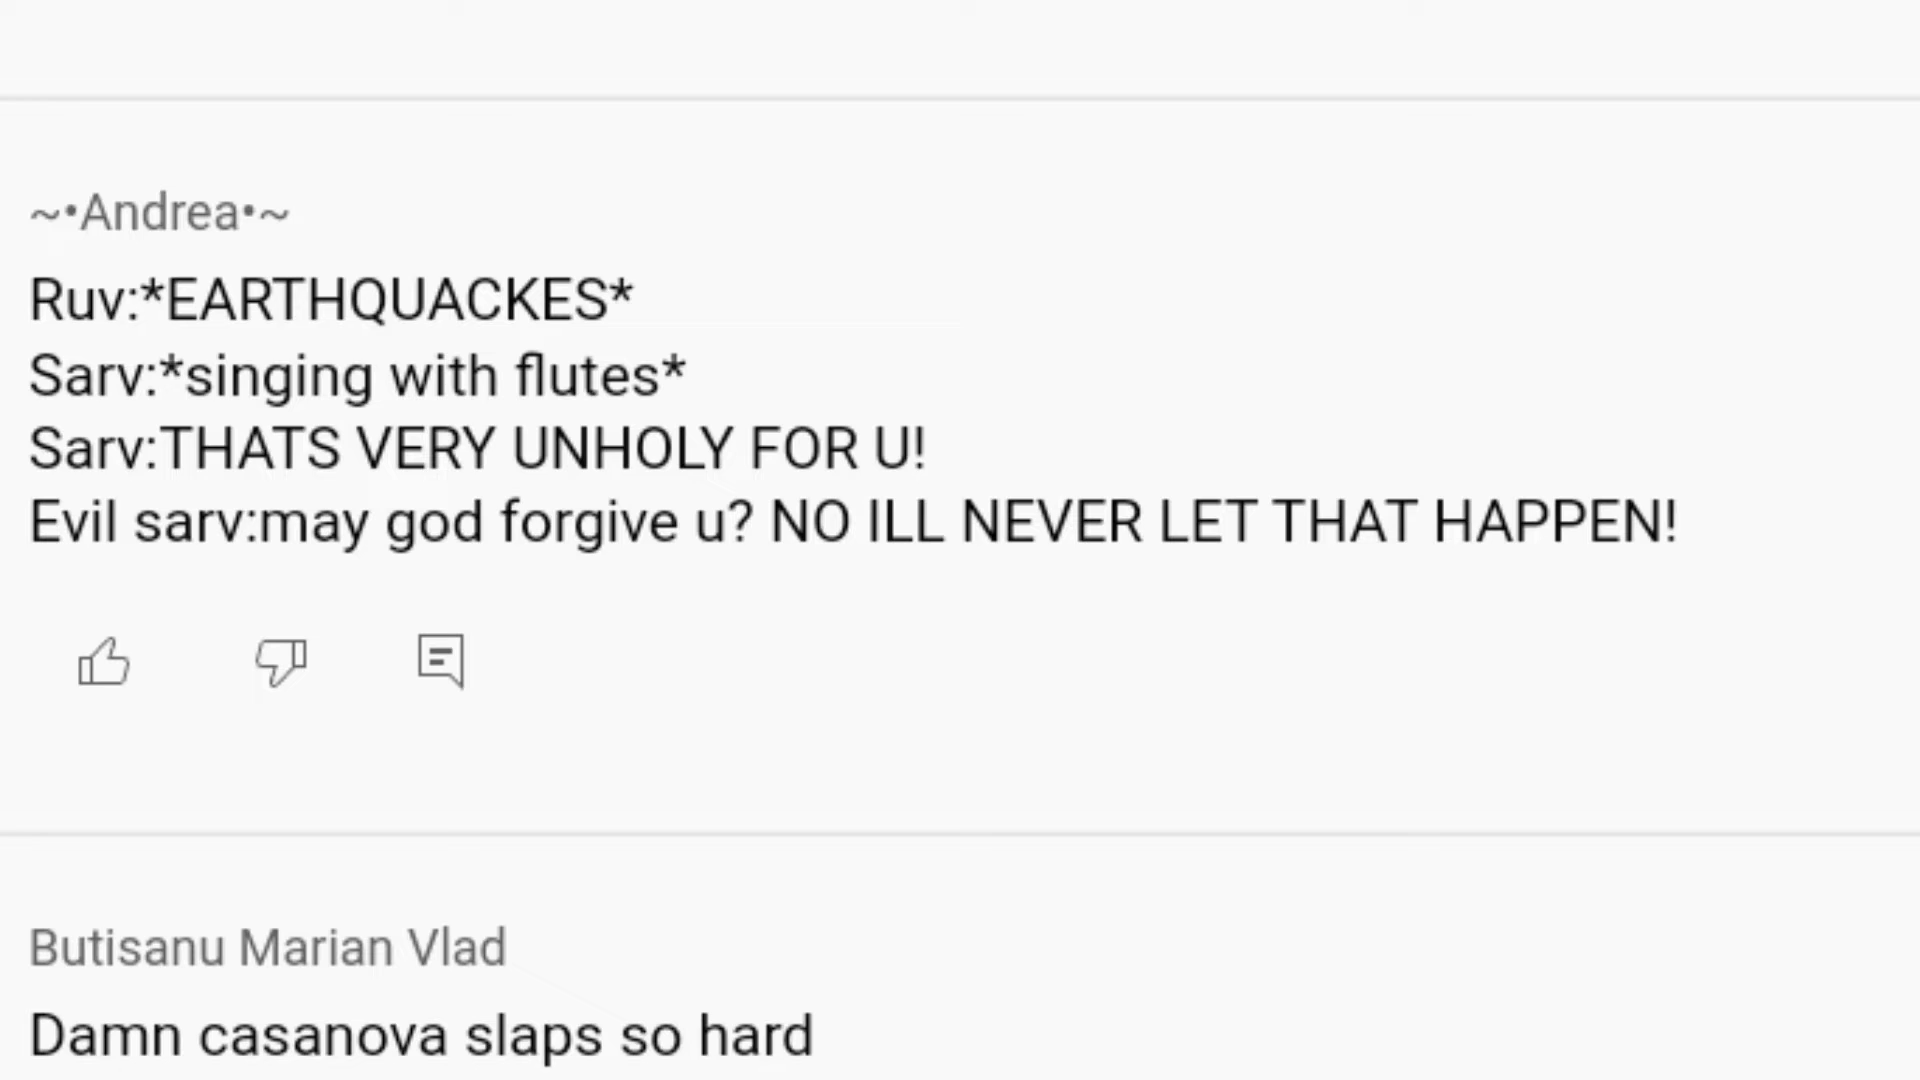 ~•Andrea•~
Ruv:*EARTHQUACKES*
Sarv:*singing with flutes*
Sarv:THATS VERY UNHOLY FOR U!
Evil sarv:may god forgive u? NO ILL NEVER LET THAT HAPPEN!
Butisanu Marian Vlad
Damn casanova slaps so hard